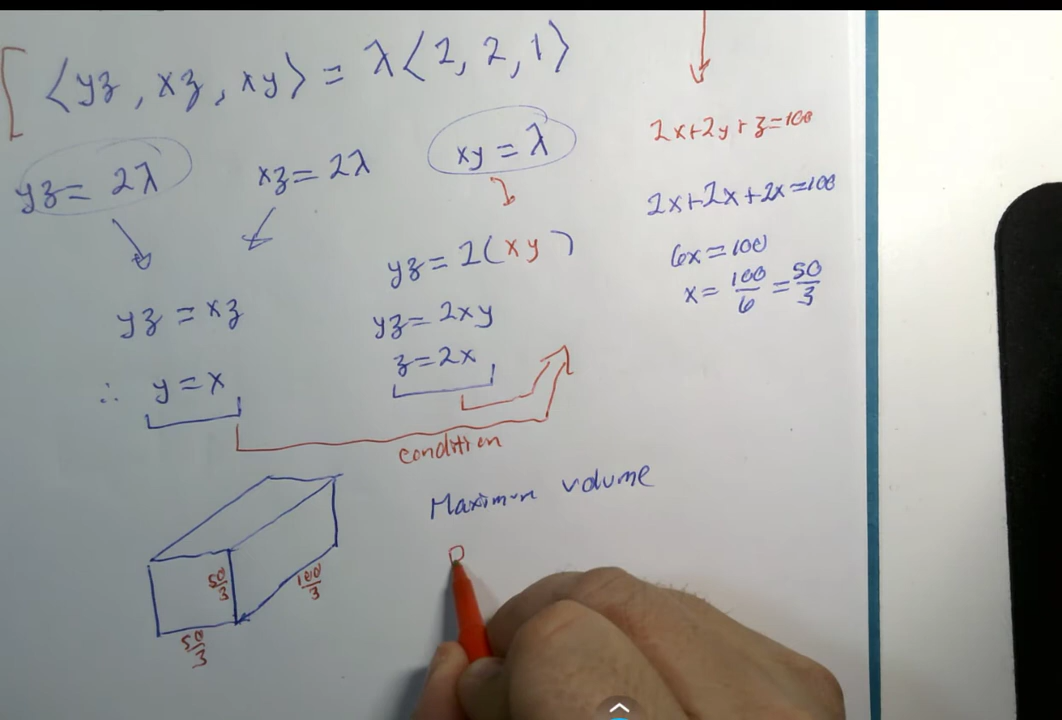 ⟨yz, xz, xy⟩ = λ⟨2, 2, 1⟩
yz = 2λ
xz = 2λ
xy = λ
yz = xz
∴ y = x
yz = 2(xy)
yz = 2xy
z = 2x
condition
2x+2y+z=100
2x+2x+2x=100
6x=100
x= 100/6 = 50/3
50/3
100/3
50/3
Maximum volume